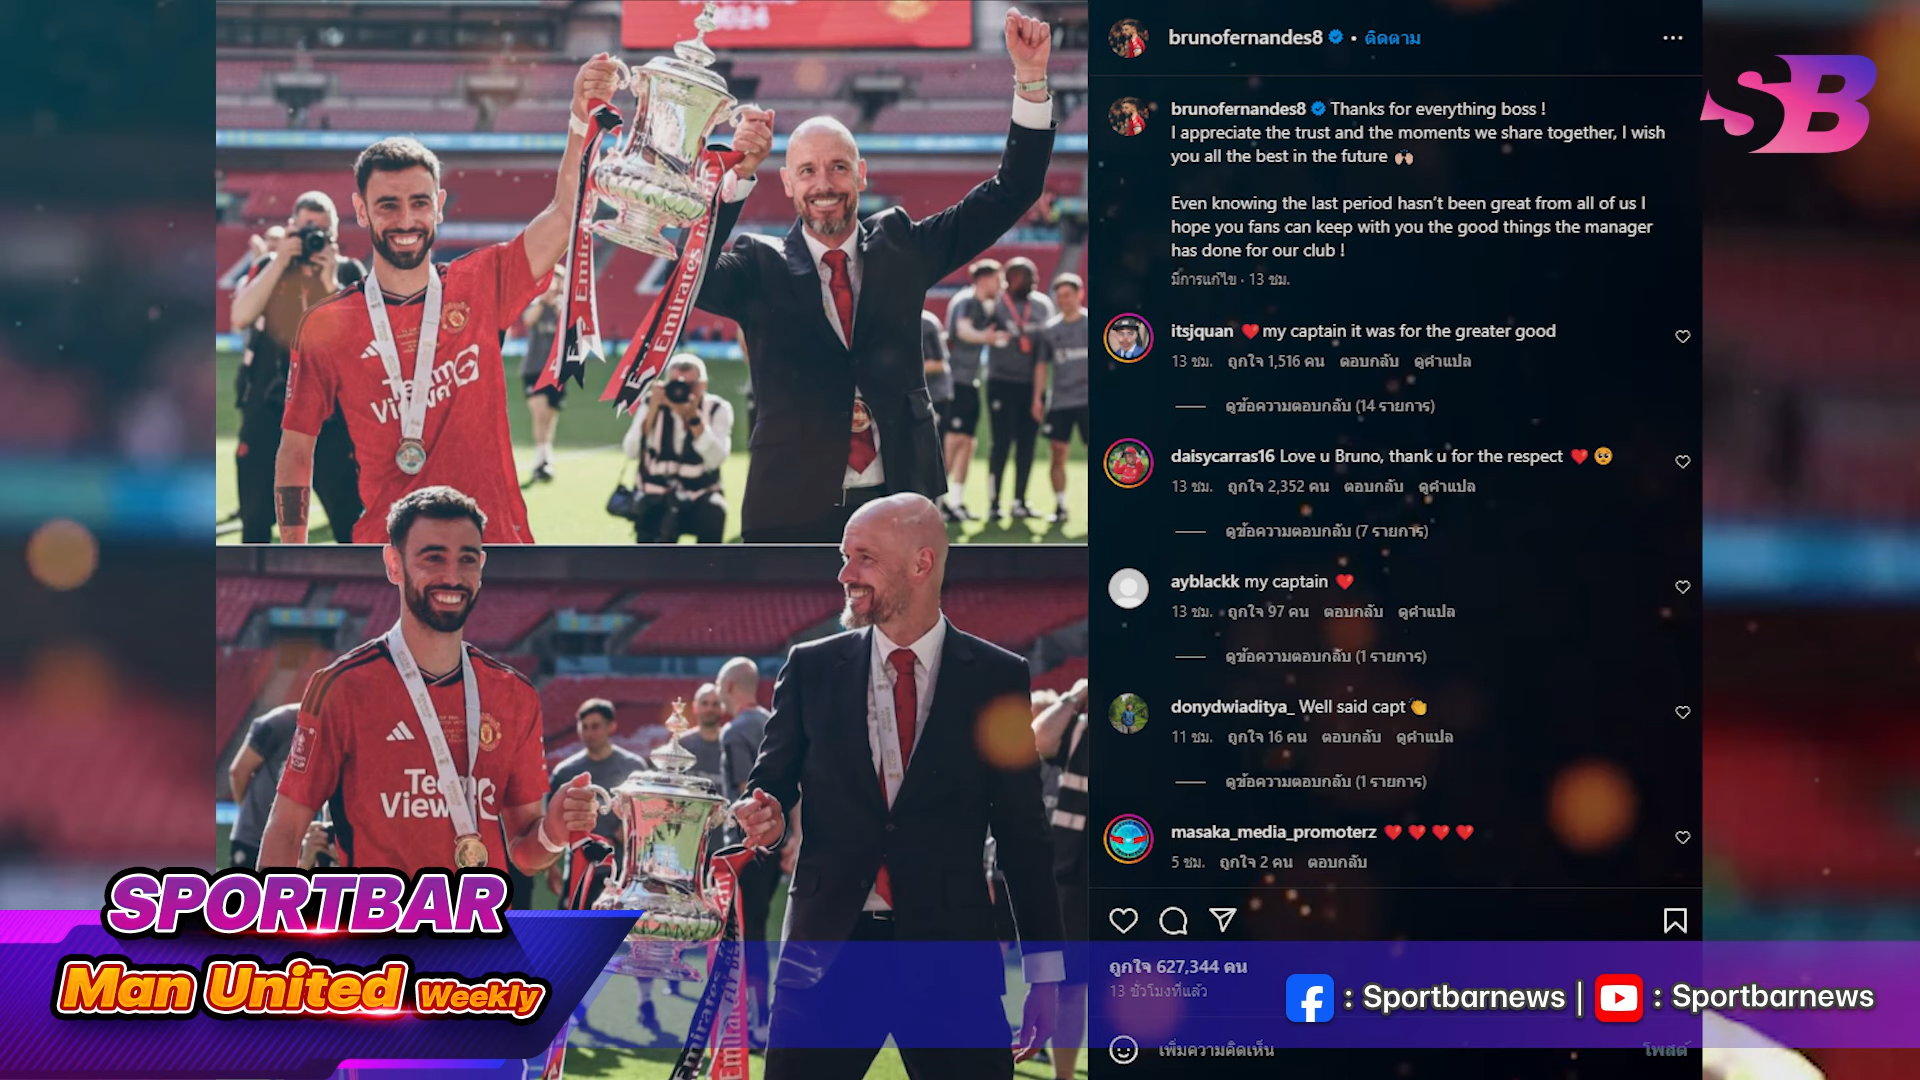 2024
Emirates FA
Emirates
Team
Viewer
Team
View
Emirates
brunofernandes8 • ติดตาม
SB
brunofernandes8 Thanks for everything boss !
I appreciate the trust and the moments we share together, I wish
you all the best in the future 🙌🏻
Even knowing the last period hasn’t been great from all of us I
hope you fans can keep with you the good things the manager
has done for our club !
มีการแก้ไข · 13 ชม.
itsjquan ❤️my captain it was for the greater good
13 ชม. ถูกใจ 1,516 คน ตอบกลับ ดูคำแปล
ดูข้อความตอบกลับ (14 รายการ)
daisycarras16 Love u Bruno, thank u for the respect ❤️🥺
13 ชม. ถูกใจ 2,352 คน ตอบกลับ ดูคำแปล
ดูข้อความตอบกลับ (7 รายการ)
ayblackk my captain ❤️
13 ชม. ถูกใจ 97 คน ตอบกลับ ดูคำแปล
ดูข้อความตอบกลับ (1 รายการ)
donydwiaditya_ Well said capt👏
11 ชม. ถูกใจ 16 คน ตอบกลับ ดูคำแปล
ดูข้อความตอบกลับ (1 รายการ)
masaka_media_promoterz ❤️❤️❤️❤️
5 ชม. ถูกใจ 2 คน ตอบกลับ
ถูกใจ 627,344 คน
13 ชั่วโมงที่แล้ว
เพิ่มความคิดเห็น
โพสต์
SPORTBAR
Man United Weekly
: Sportbarnews | : Sportbarnews